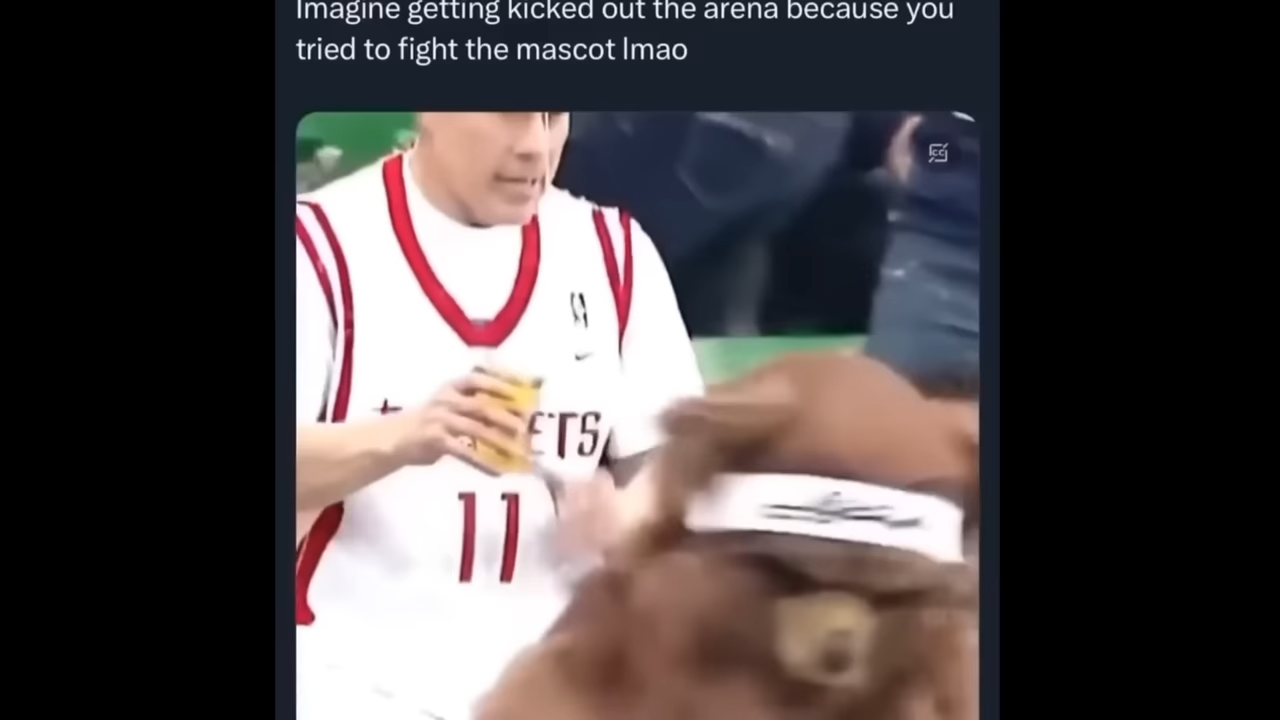 Imagine getting kicked out the arena because you
tried to fight the mascot lmao
ETS
11